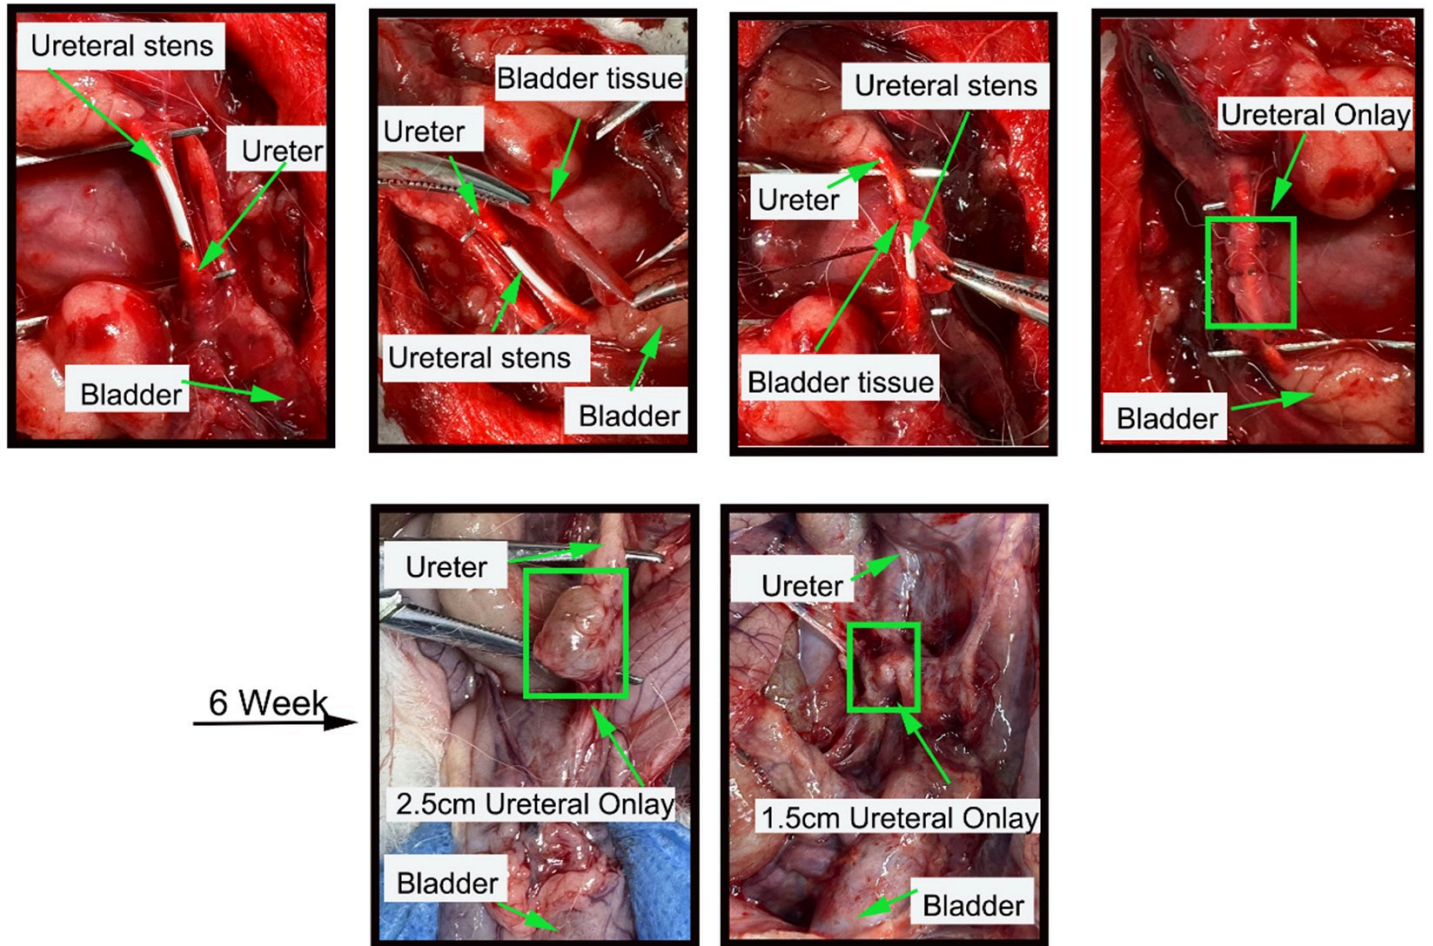 Ureteral stens
Ureter
Bladder
Bladder tissue
Ureter
Ureteral stens
Bladder
Ureteral stens
Ureter
Bladder tissue
Ureteral Onlay
Bladder
6 Week
Ureter
2.5cm Ureteral Onlay
Bladder
Ureter
1.5cm Ureteral Onlay
Bladder